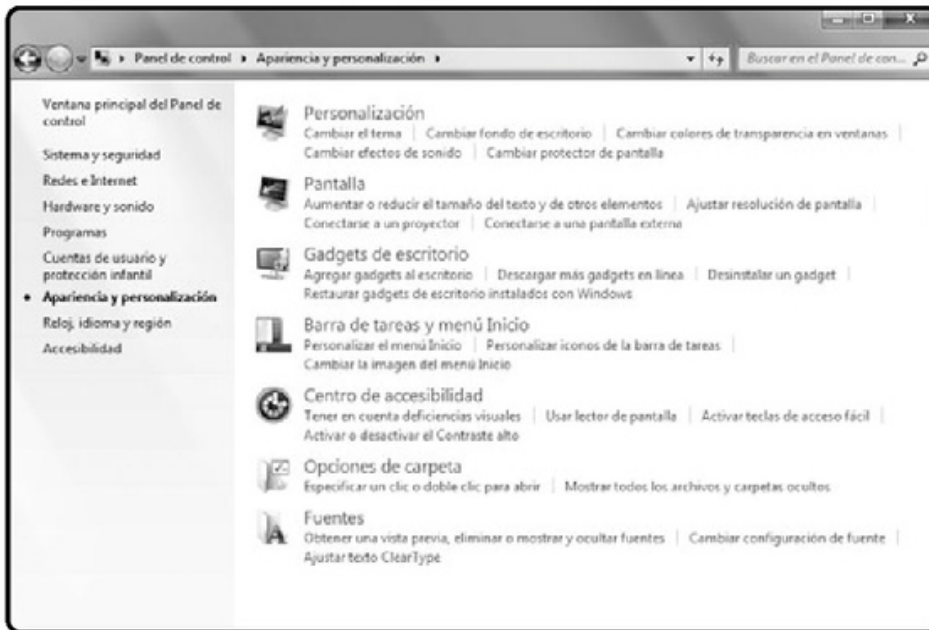 Panel de control ▸ Apariencia y personalización ▸
Buscar en el Panel de con...
Ventana principal del Panel de
control
Sistema y seguridad
Redes e Internet
Hardware y sonido
Programas
Cuentas de usuario y
protección infantil
Apariencia y personalización
Reloj, idioma y región
Accesibilidad
Personalización
Cambiar el tema | Cambiar fondo de escritorio | Cambiar colores de transparencia en ventanas |
Cambiar efectos de sonido | Cambiar protector de pantalla
Pantalla
Aumentar o reducir el tamaño del texto y de otros elementos | Ajustar resolución de pantalla |
Conectarse a un proyector | Conectarse a una pantalla externa
Gadgets de escritorio
Agregar gadgets al escritorio | Descargar más gadgets en línea | Desinstalar un gadget |
Restaurar gadgets de escritorio instalados con Windows
Barra de tareas y menú Inicio
Personalizar el menú Inicio | Personalizar iconos de la barra de tareas |
Cambiar la imagen del menú Inicio
Centro de accesibilidad
Tener en cuenta deficiencias visuales | Usar lector de pantalla | Activar teclas de acceso fácil |
Activar o desactivar el Contraste alto
Opciones de carpeta
Especificar un clic o doble clic para abrir | Mostrar todos los archivos y carpetas ocultos
Fuentes
Obtener una vista previa, eliminar o mostrar y ocultar fuentes | Cambiar configuración de fuente |
Ajustar texto ClearType